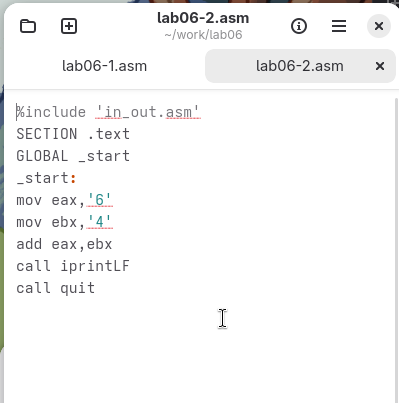 lab06-2.asm
~/work/lab06
lab06-1.asm
lab06-2.asm
%include 'in_out.asm'
SECTION .text
GLOBAL _start
_start:
mov eax,'6'
mov ebx,'4'
add eax,ebx
call iprintLF
call quit